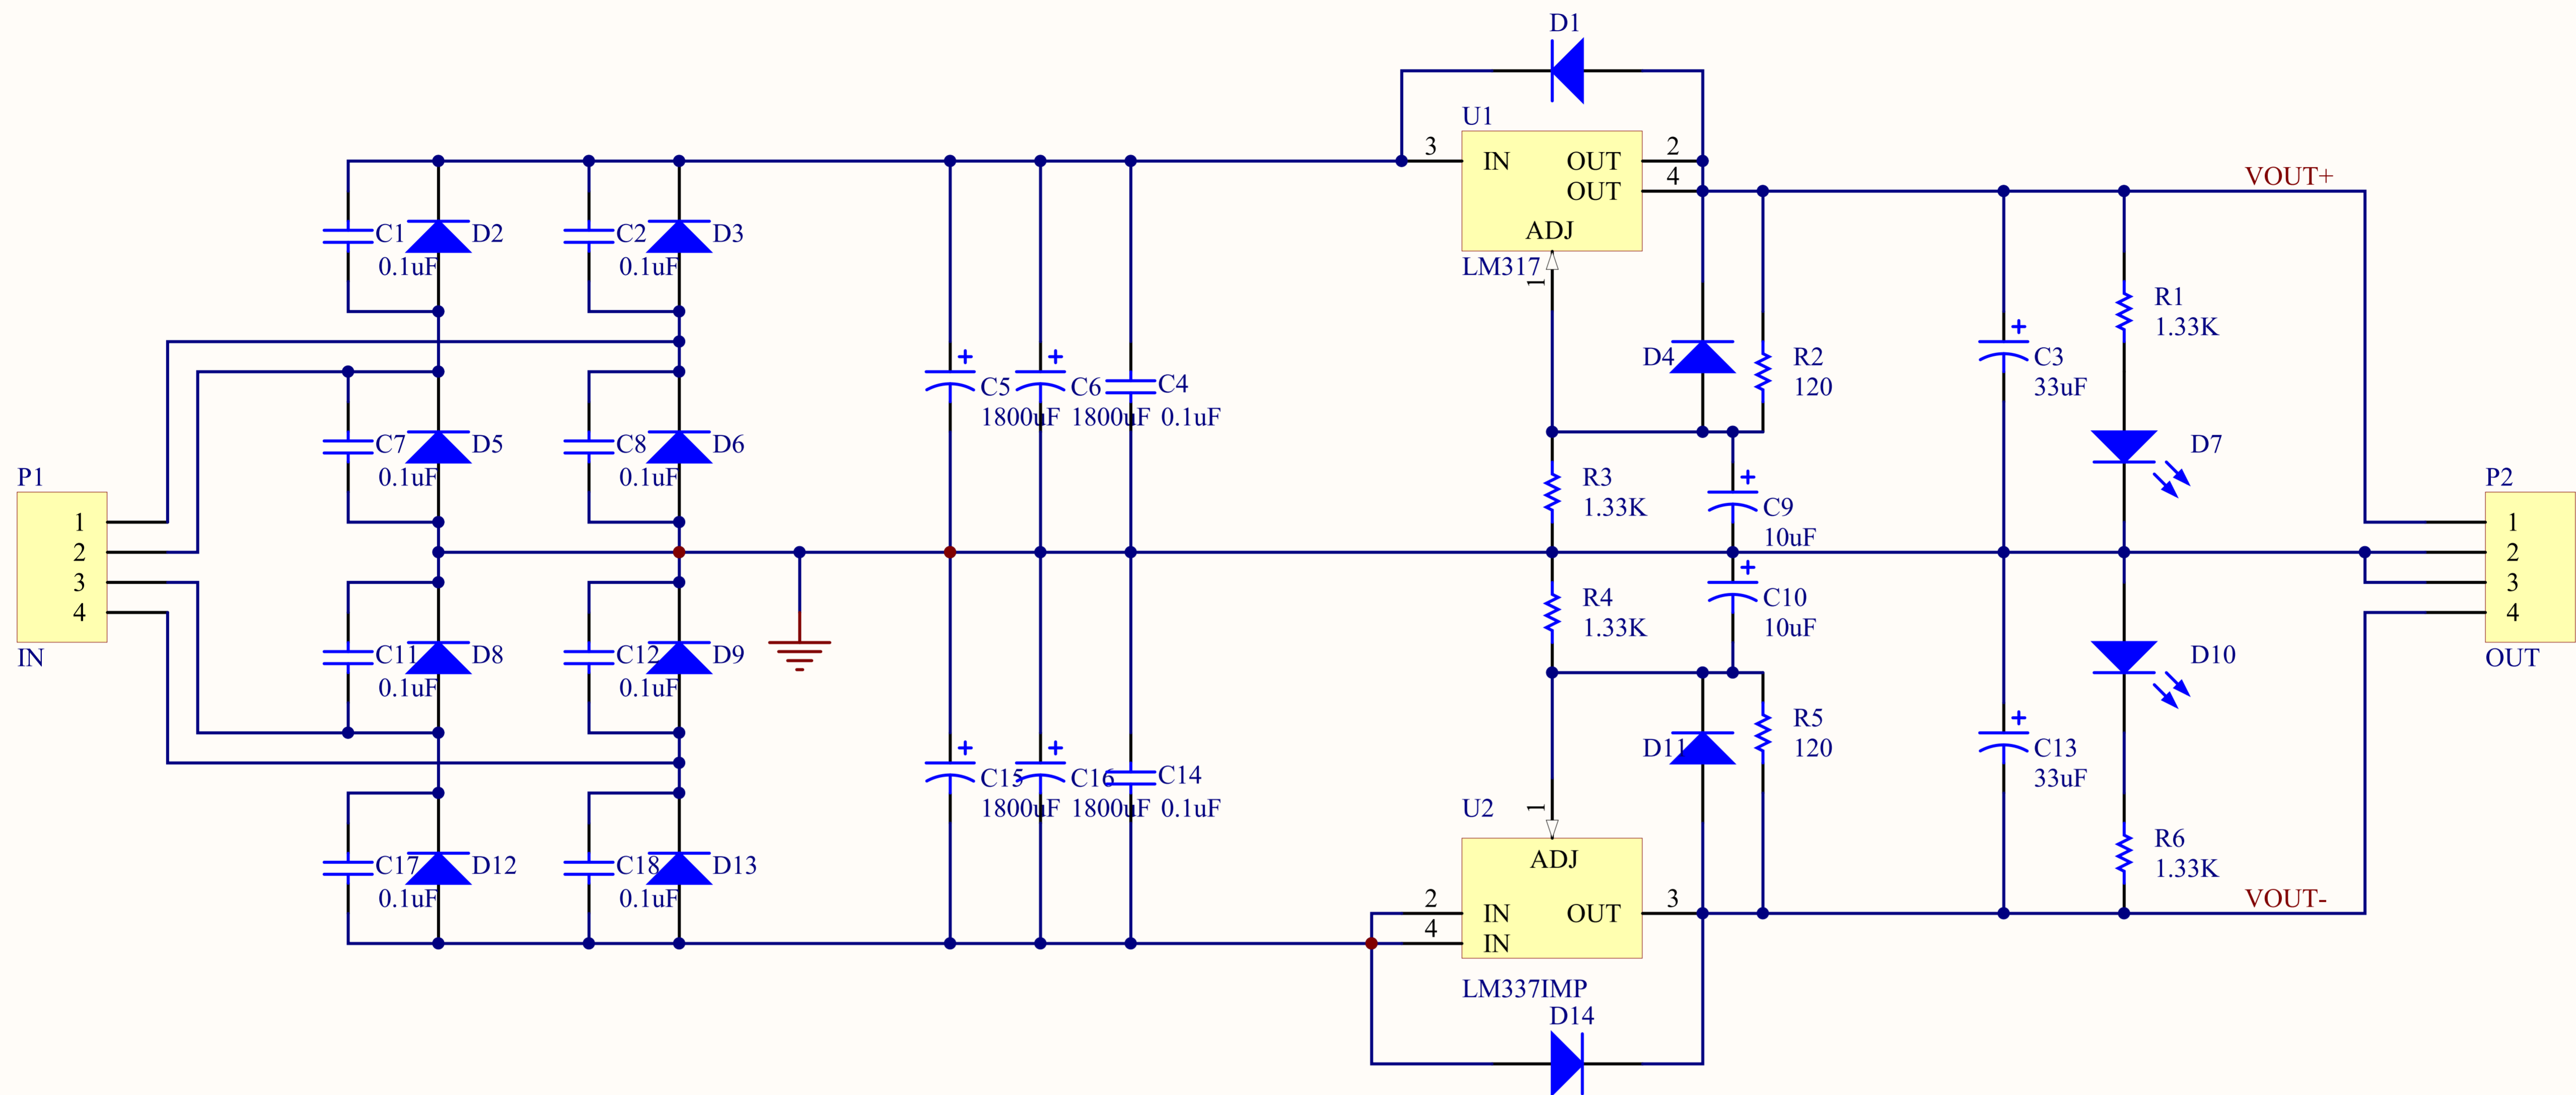 D1
U1
3
IN
OUT
2
OUT
4
ADJ
LM317
1
VOUT+
C1
0.1uF
D2
C2
0.1uF
D3
R1
1.33K
C5
1800uF
+
C6
1800uF
+
C4
0.1uF
D4
R2
120
+
C3
33uF
C7
0.1uF
D5
C8
0.1uF
D6
D7
P1
1
2
3
4
IN
R3
1.33K
+
C9
10uF
P2
1
2
3
4
OUT
R4
1.33K
+
C10
10uF
C11
0.1uF
D8
C12
0.1uF
D9
D10
+
C15
1800uF
+
C16
1800uF
C14
0.1uF
D11
R5
120
+
C13
33uF
C17
0.1uF
D12
C18
0.1uF
D13
R6
1.33K
U2
1
ADJ
2
IN
OUT
3
4
IN
VOUT-
LM337IMP
D14